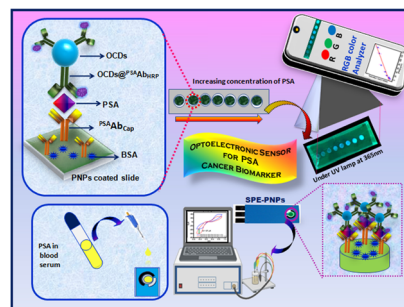 OCDs
OCDs@PSAAbHRP
PSA
PSAAbCap
BSA
PNPs coated slide
Increasing concentration of PSA
R G B
RGB color
Analyzer
OPTOELECTRONIC SENSOR
FOR PSA
CANCER BIOMARKER
Under UV lamp at 365nm
SPE-PNPs
PSA in
blood
serum